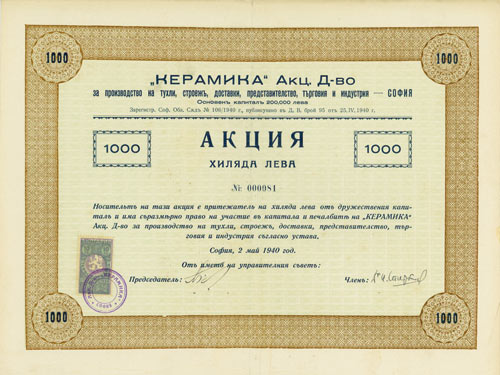 1000 1000
„КЕРАМИКА“ Акц. Д-во
за производство на тухли, строежъ, доставки, представителство, търговия и индустрия — СОФИЯ
Основенъ капиталъ 200,000 лева
Зарегистр. Соф. Обл. Сѫдъ № 106/1940 г., публикувано въ Д. В. брой 95 отъ 25.IV.1940 г.
1000 АКЦИЯ 1000
ХИЛЯДА ЛЕВА
№ 000981
Носительтъ на тази акция е притежатель на хиляда лева отъ дружествения капи-
талъ и има съразмѣрно право на участие въ капитала и печалбитѣ на „КЕРАМИКА“
Акц. Д-во за производство на тухли, строежъ, доставки, представителство, тър-
говия и индустрия съгласно устава.
София, 2 май 1940 год.
Отъ името на управителния съветъ:
Председатель: Членъ:
1000 1000